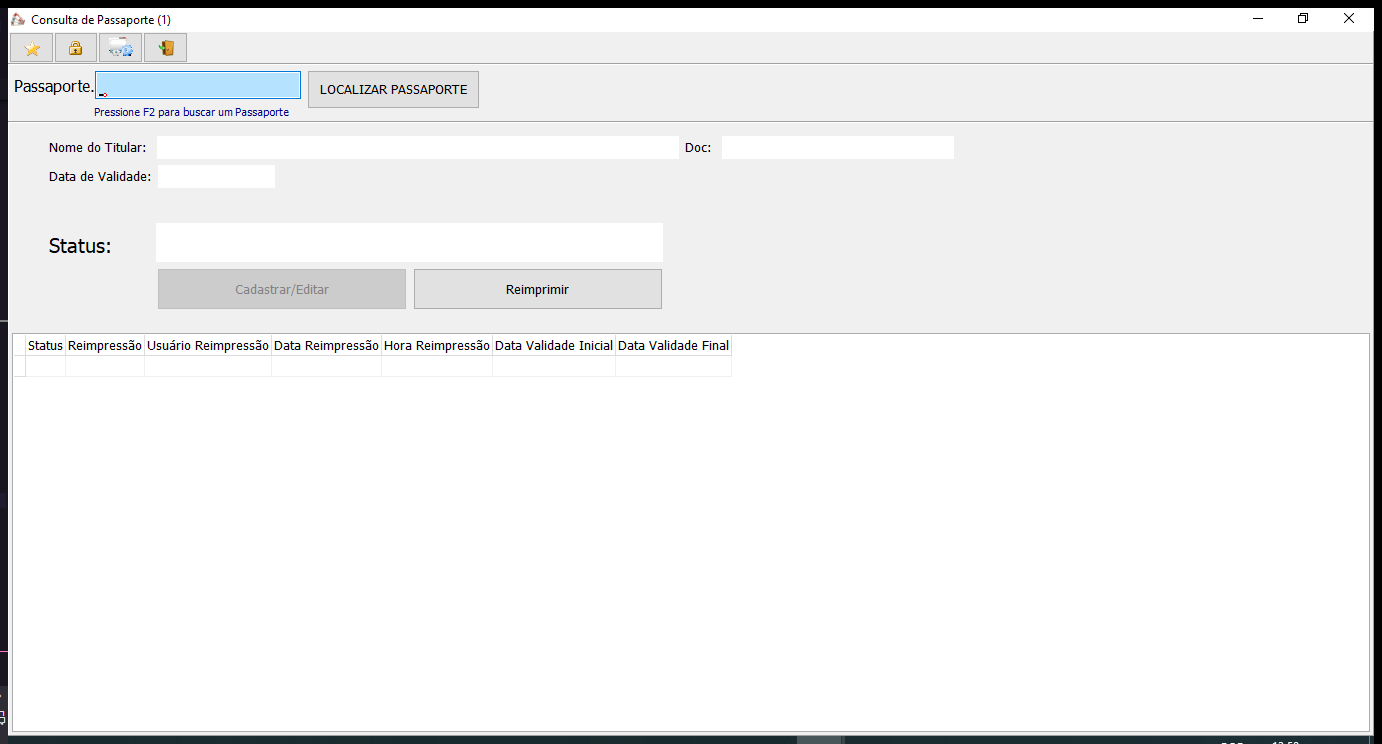 Consulta de Passaporte (1)
Passaporte.
LOCALIZAR PASSAPORTE
Pressione F2 para buscar um Passaporte
Nome do Titular: Doc:
Data de Validade:
Status:
Cadastrar/Editar Reimprimir
Status Reimpressão Usuário Reimpressão Data Reimpressão Hora Reimpressão Data Validade Inicial Data Validade Final